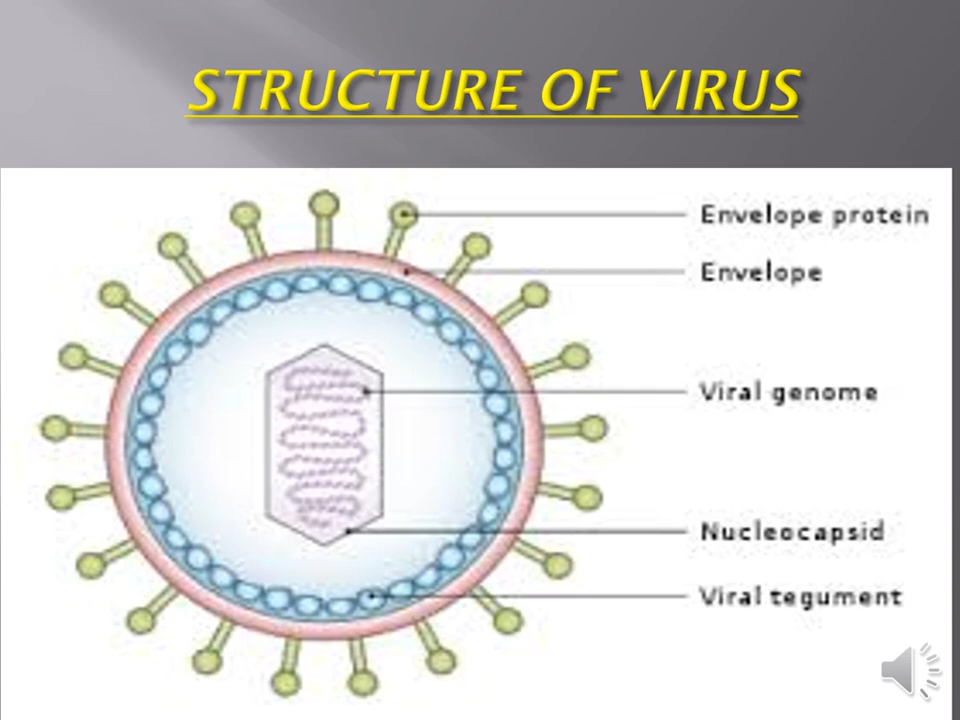 STRUCTURE OF VIRUS
Envelope protein
Envelope
Viral genome
Nucleocapsid
Viral tegument